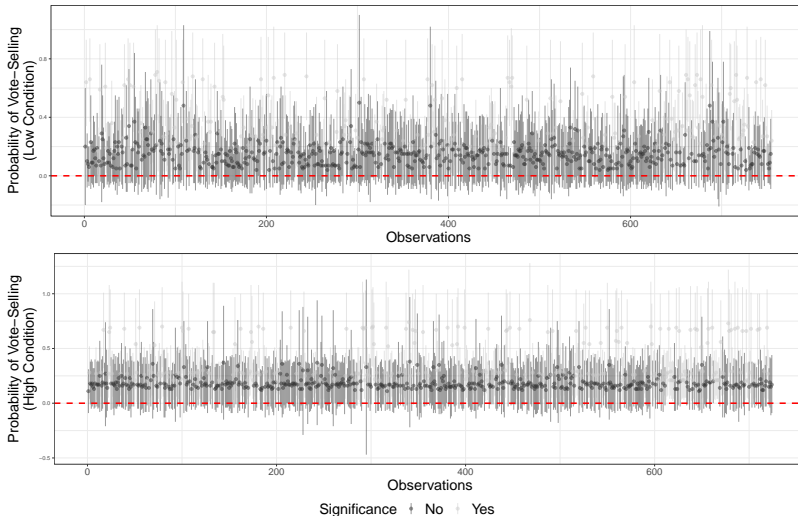 Probability of Vote−Selling
(Low Condition)
0.8
0.4
0.0
0
200
400
600
Observations
Probability of Vote−Selling
(High Condition)
1.0
0.5
0.0
−0.5
0
200
400
600
Observations
Significance No Yes